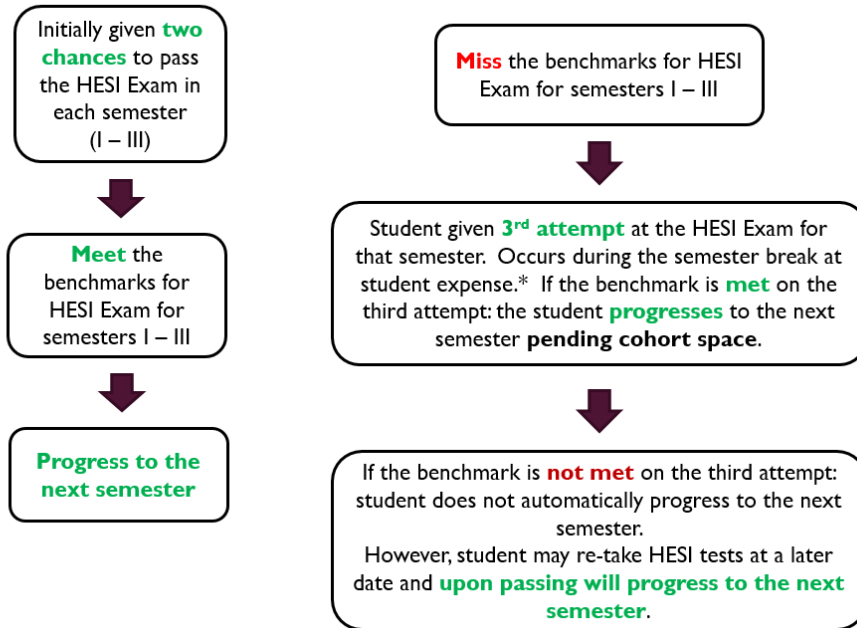 Initially given two
chances to pass
the HESI Exam in
each semester
(I – III)
Meet the
benchmarks for
HESI Exam for
semesters I – III
Progress to the
next semester
Miss the benchmarks for HESI
Exam for semesters I – III
Student given 3rd attempt at the HESI Exam for
that semester. Occurs during the semester break at
student expense.* If the benchmark is met on the
third attempt: the student progresses to the next
semester pending cohort space.
If the benchmark is not met on the third attempt:
student does not automatically progress to the next
semester.
However, student may re-take HESI tests at a later
date and upon passing will progress to the next
semester.